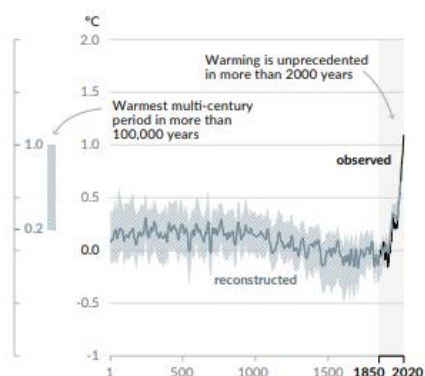 °C
2.0
Warming is unprecedented
in more than 2000 years
1.5
Warmest multi-century
period in more than
100,000 years
1.0
1.0
observed
0.5
0.2
0.0
reconstructed
-0.5
-1
1 500 1000 1500 1850 2020